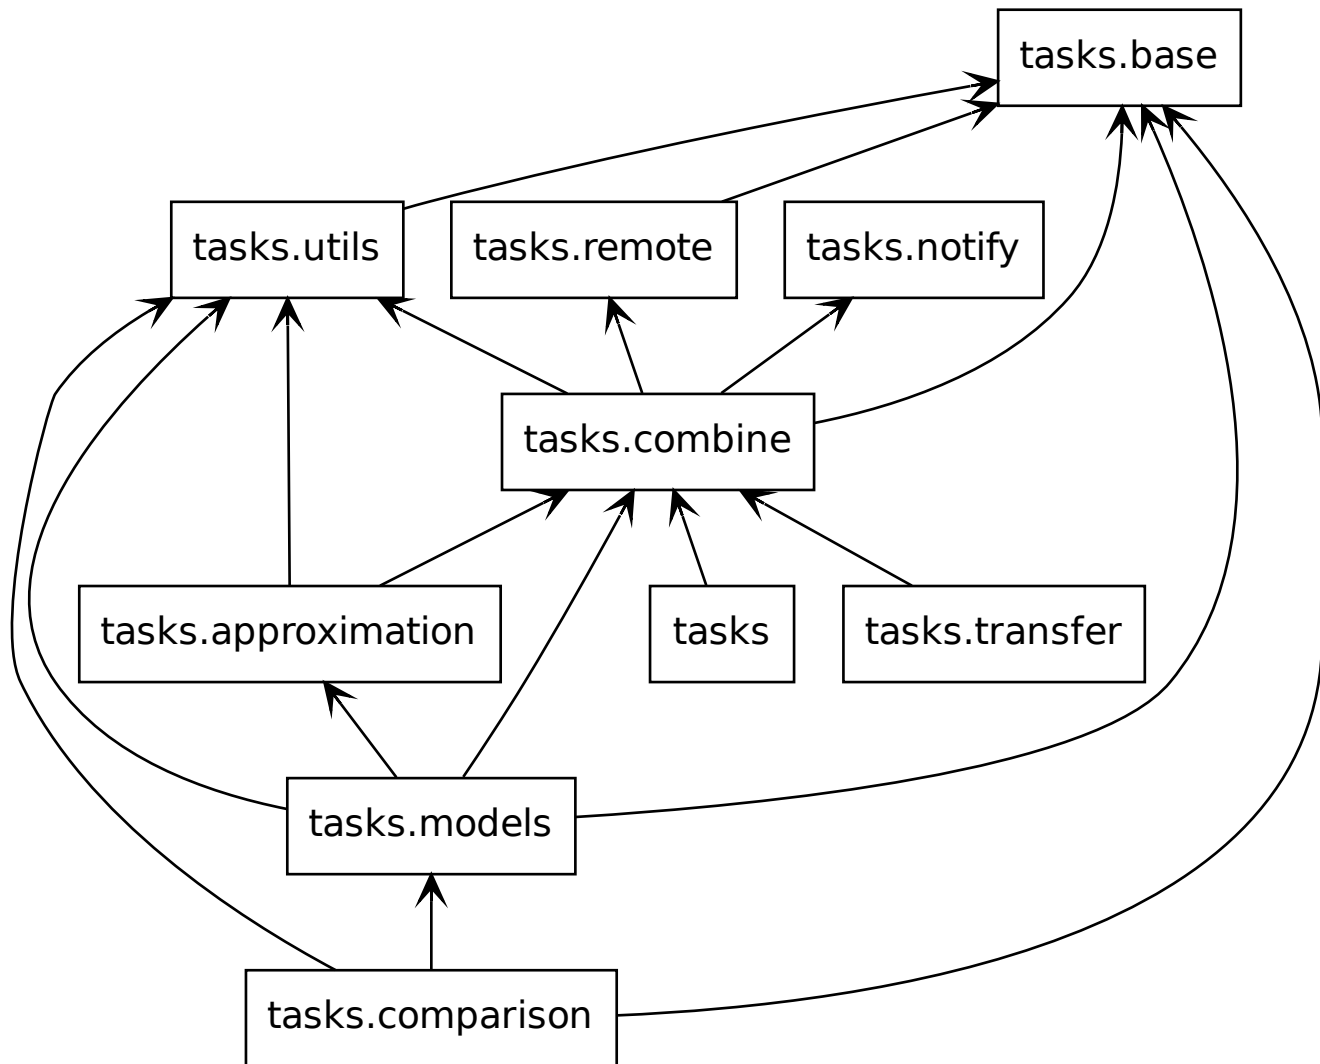 tasks.base
tasks.utils
tasks.remote
tasks.notify
tasks.combine
tasks.approximation
tasks
tasks.transfer
tasks.models
tasks.comparison